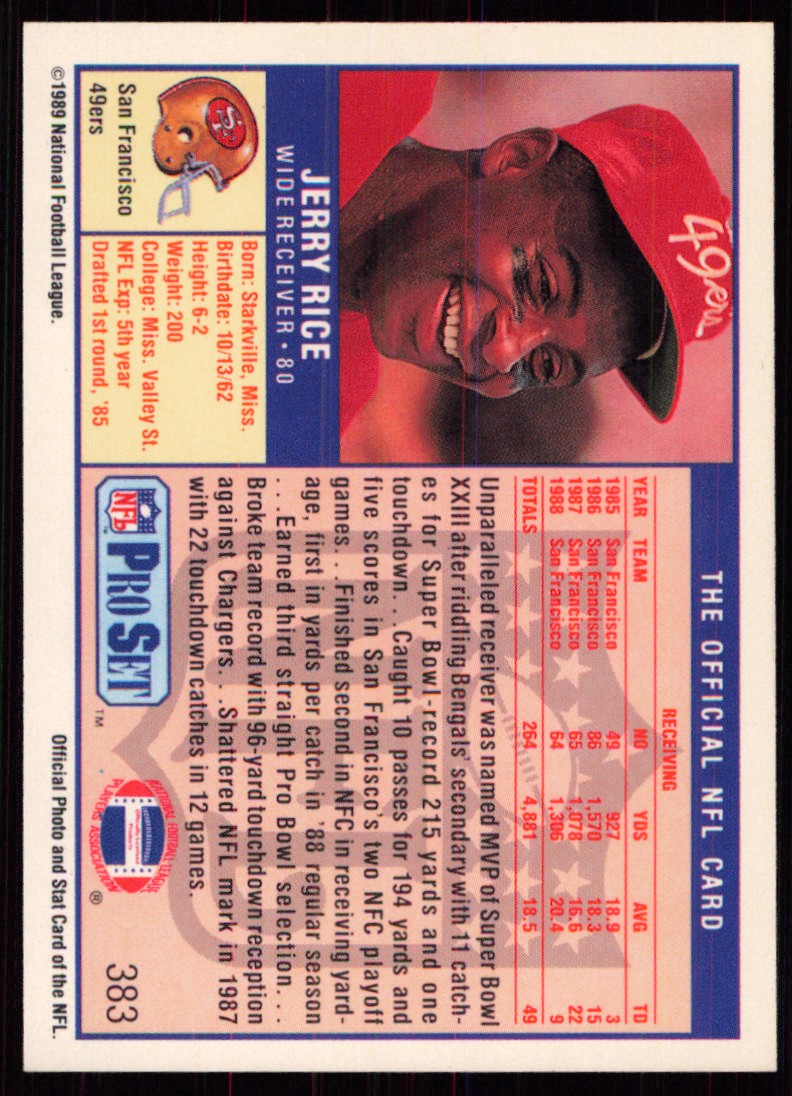 THE OFFICIAL NFL CARD
49ers
JERRY RICE
WIDE RECEIVER • 80
San Francisco
49ers
Born: Starkville, Miss.
Birthdate: 10/13/62
Height: 6-2
Weight: 200
College: Miss. Valley St.
NFL Exp: 5th year
Drafted 1st round, '85
RECEIVING
YEAR TEAM NO YDS AVG TD
1985 San Francisco 49 927 18.9 3
1986 San Francisco 86 1,570 18.3 15
1987 San Francisco 65 1,078 16.6 22
1988 San Francisco 64 1,306 20.4 9
TOTALS 264 4,881 18.5 49
Unparalleled receiver was named MVP of Super Bowl
XXIII after riddling Bengals' secondary with 11 catch-
es for Super Bowl-record 215 yards and one
touchdown. . .Caught 10 passes for 194 yards and
five scores in San Francisco's two NFC playoff
games. . .Finished second in NFC in receiving yard-
age, first in yards per catch in '88 regular season
. . .Earned third straight Pro Bowl selection. . .
Broke team record with 96-yard touchdown reception
against Chargers. . .Shattered NFL mark in 1987
with 22 touchdown catches in 12 games.
NFL PRO SET ™
NATIONAL FOOTBALL LEAGUE
PLAYERS ASSOCIATION
Officially Licensed
Products
®
383
©1989 National Football League.
Official Photo and Stat Card of the NFL.